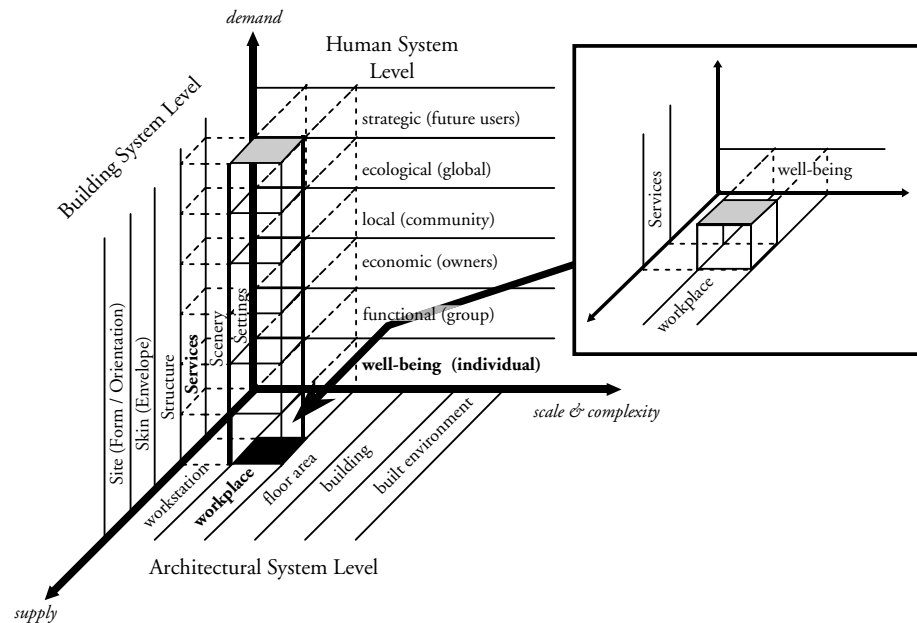 demand
Human System
Level
Building System Level
strategic (future users)
ecological (global)
local (community)
economic (owners)
functional (group)
well-being (individual)
scale & complexity
Site (Form / Orientation)
Skin (Envelope)
Structure
Services
Scenery
Settings
workstation
workplace
floor area
building
built environment
Architectural System Level
supply
Services
well-being
workplace